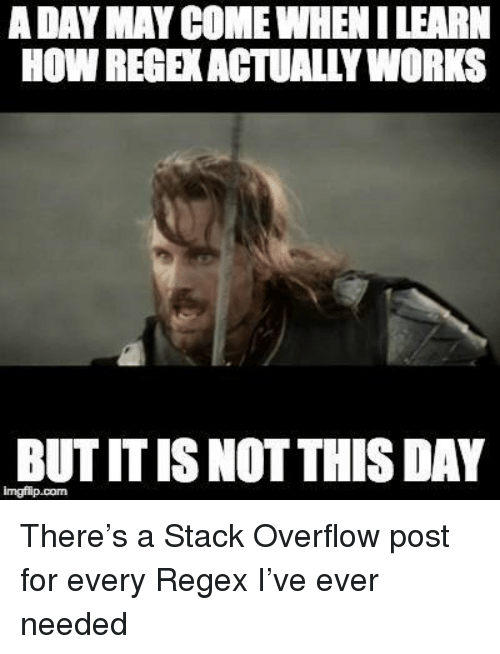 A DAY MAY COME WHEN I LEARN
HOW REGEX ACTUALLY WORKS
BUT IT IS NOT THIS DAY
imgflip.com
There’s a Stack Overflow post
for every Regex I’ve ever
needed